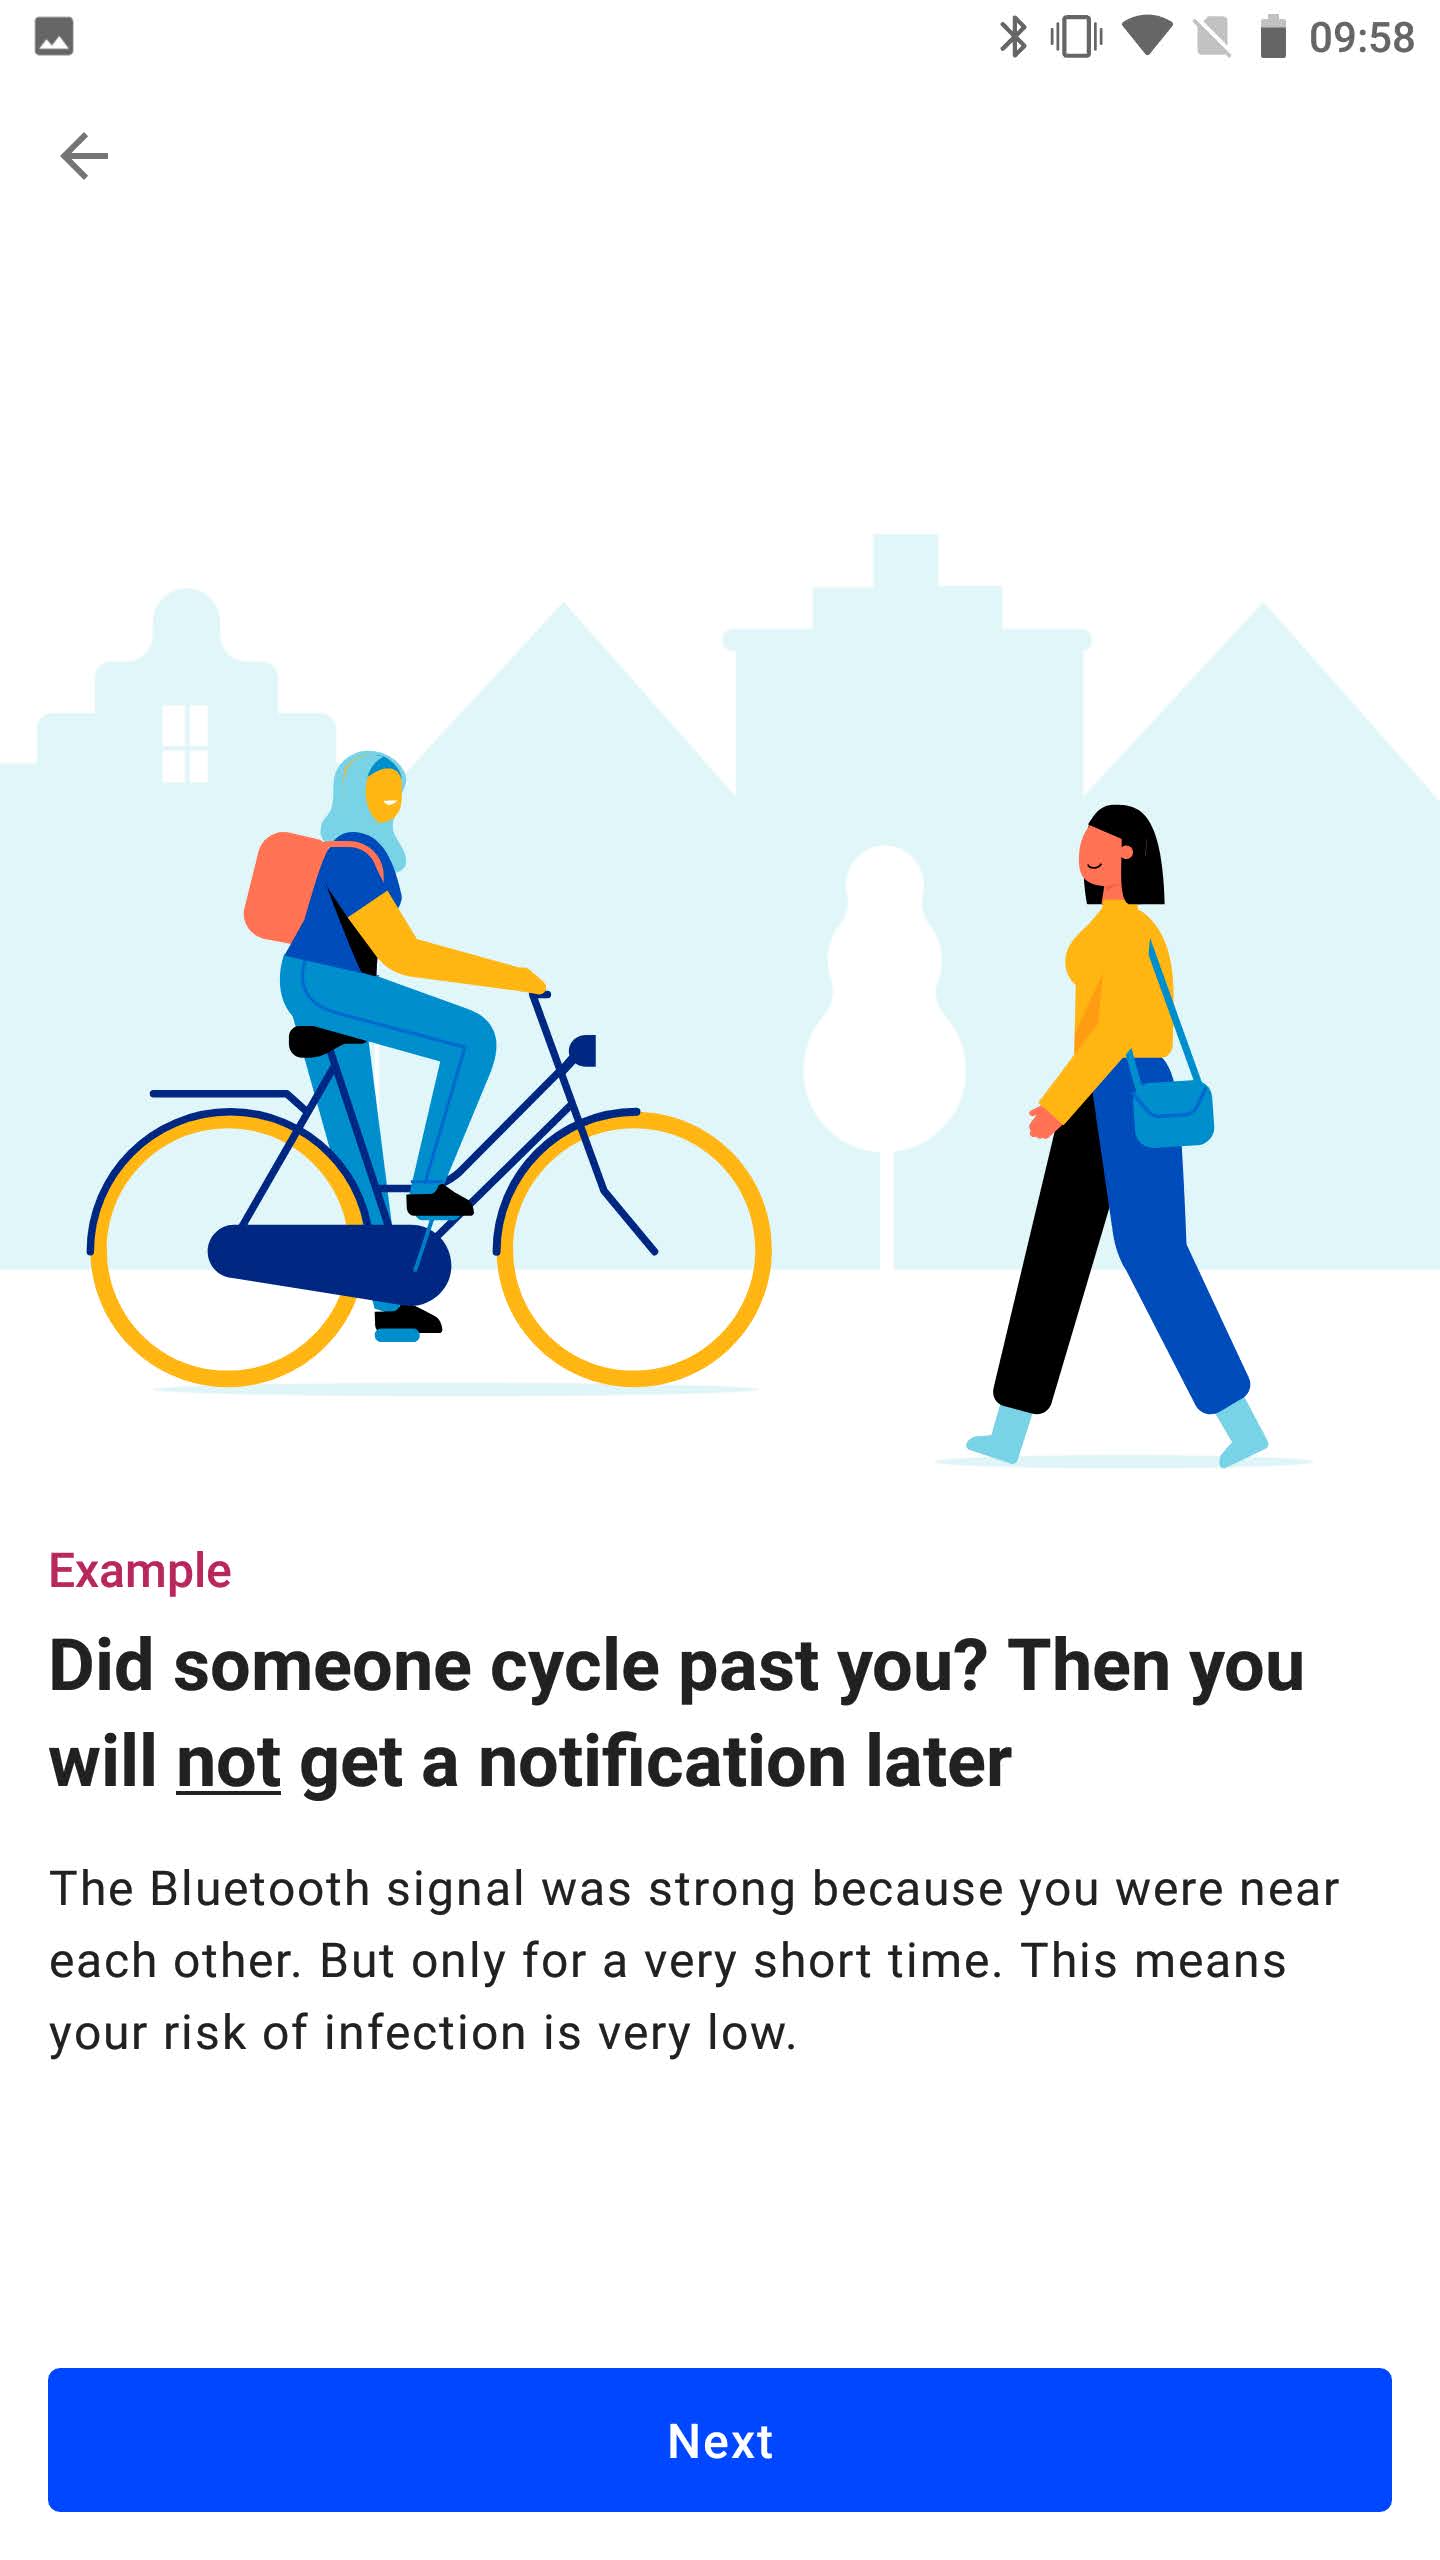 09:58
Example
Did someone cycle past you? Then you
will not get a notification later
The Bluetooth signal was strong because you were near
each other. But only for a very short time. This means
your risk of infection is very low.
Next